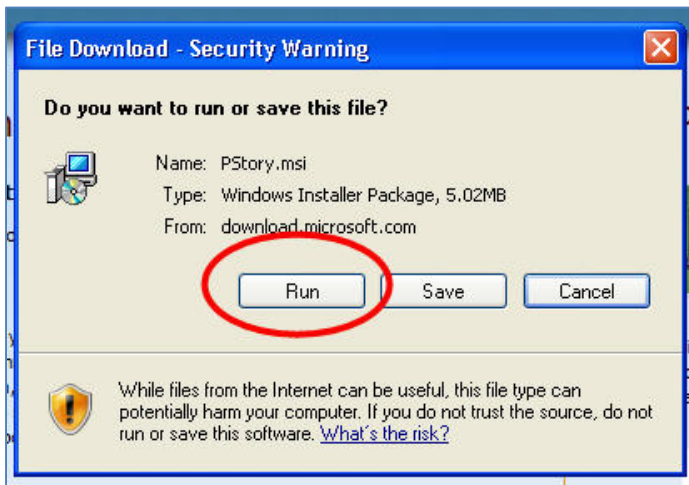 File Download - Security Warning
Do you want to run or save this file?
Name: PStory.msi
Type: Windows Installer Package, 5.02MB
From: download.microsoft.com
Run Save Cancel
While files from the Internet can be useful, this file type can
potentially harm your computer. If you do not trust the source, do not
run or save this software. What's the risk?